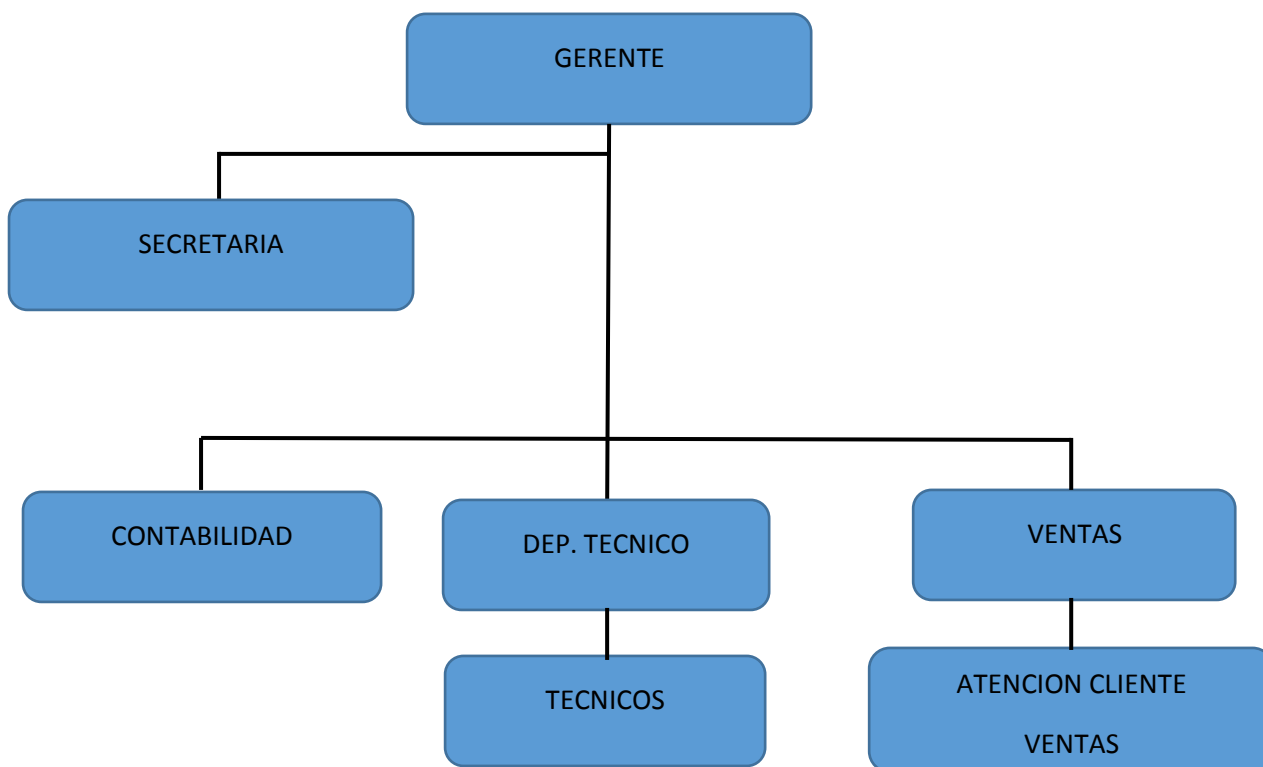 GERENTE
SECRETARIA
CONTABILIDAD
DEP. TECNICO
VENTAS
TECNICOS
ATENCION CLIENTE
VENTAS